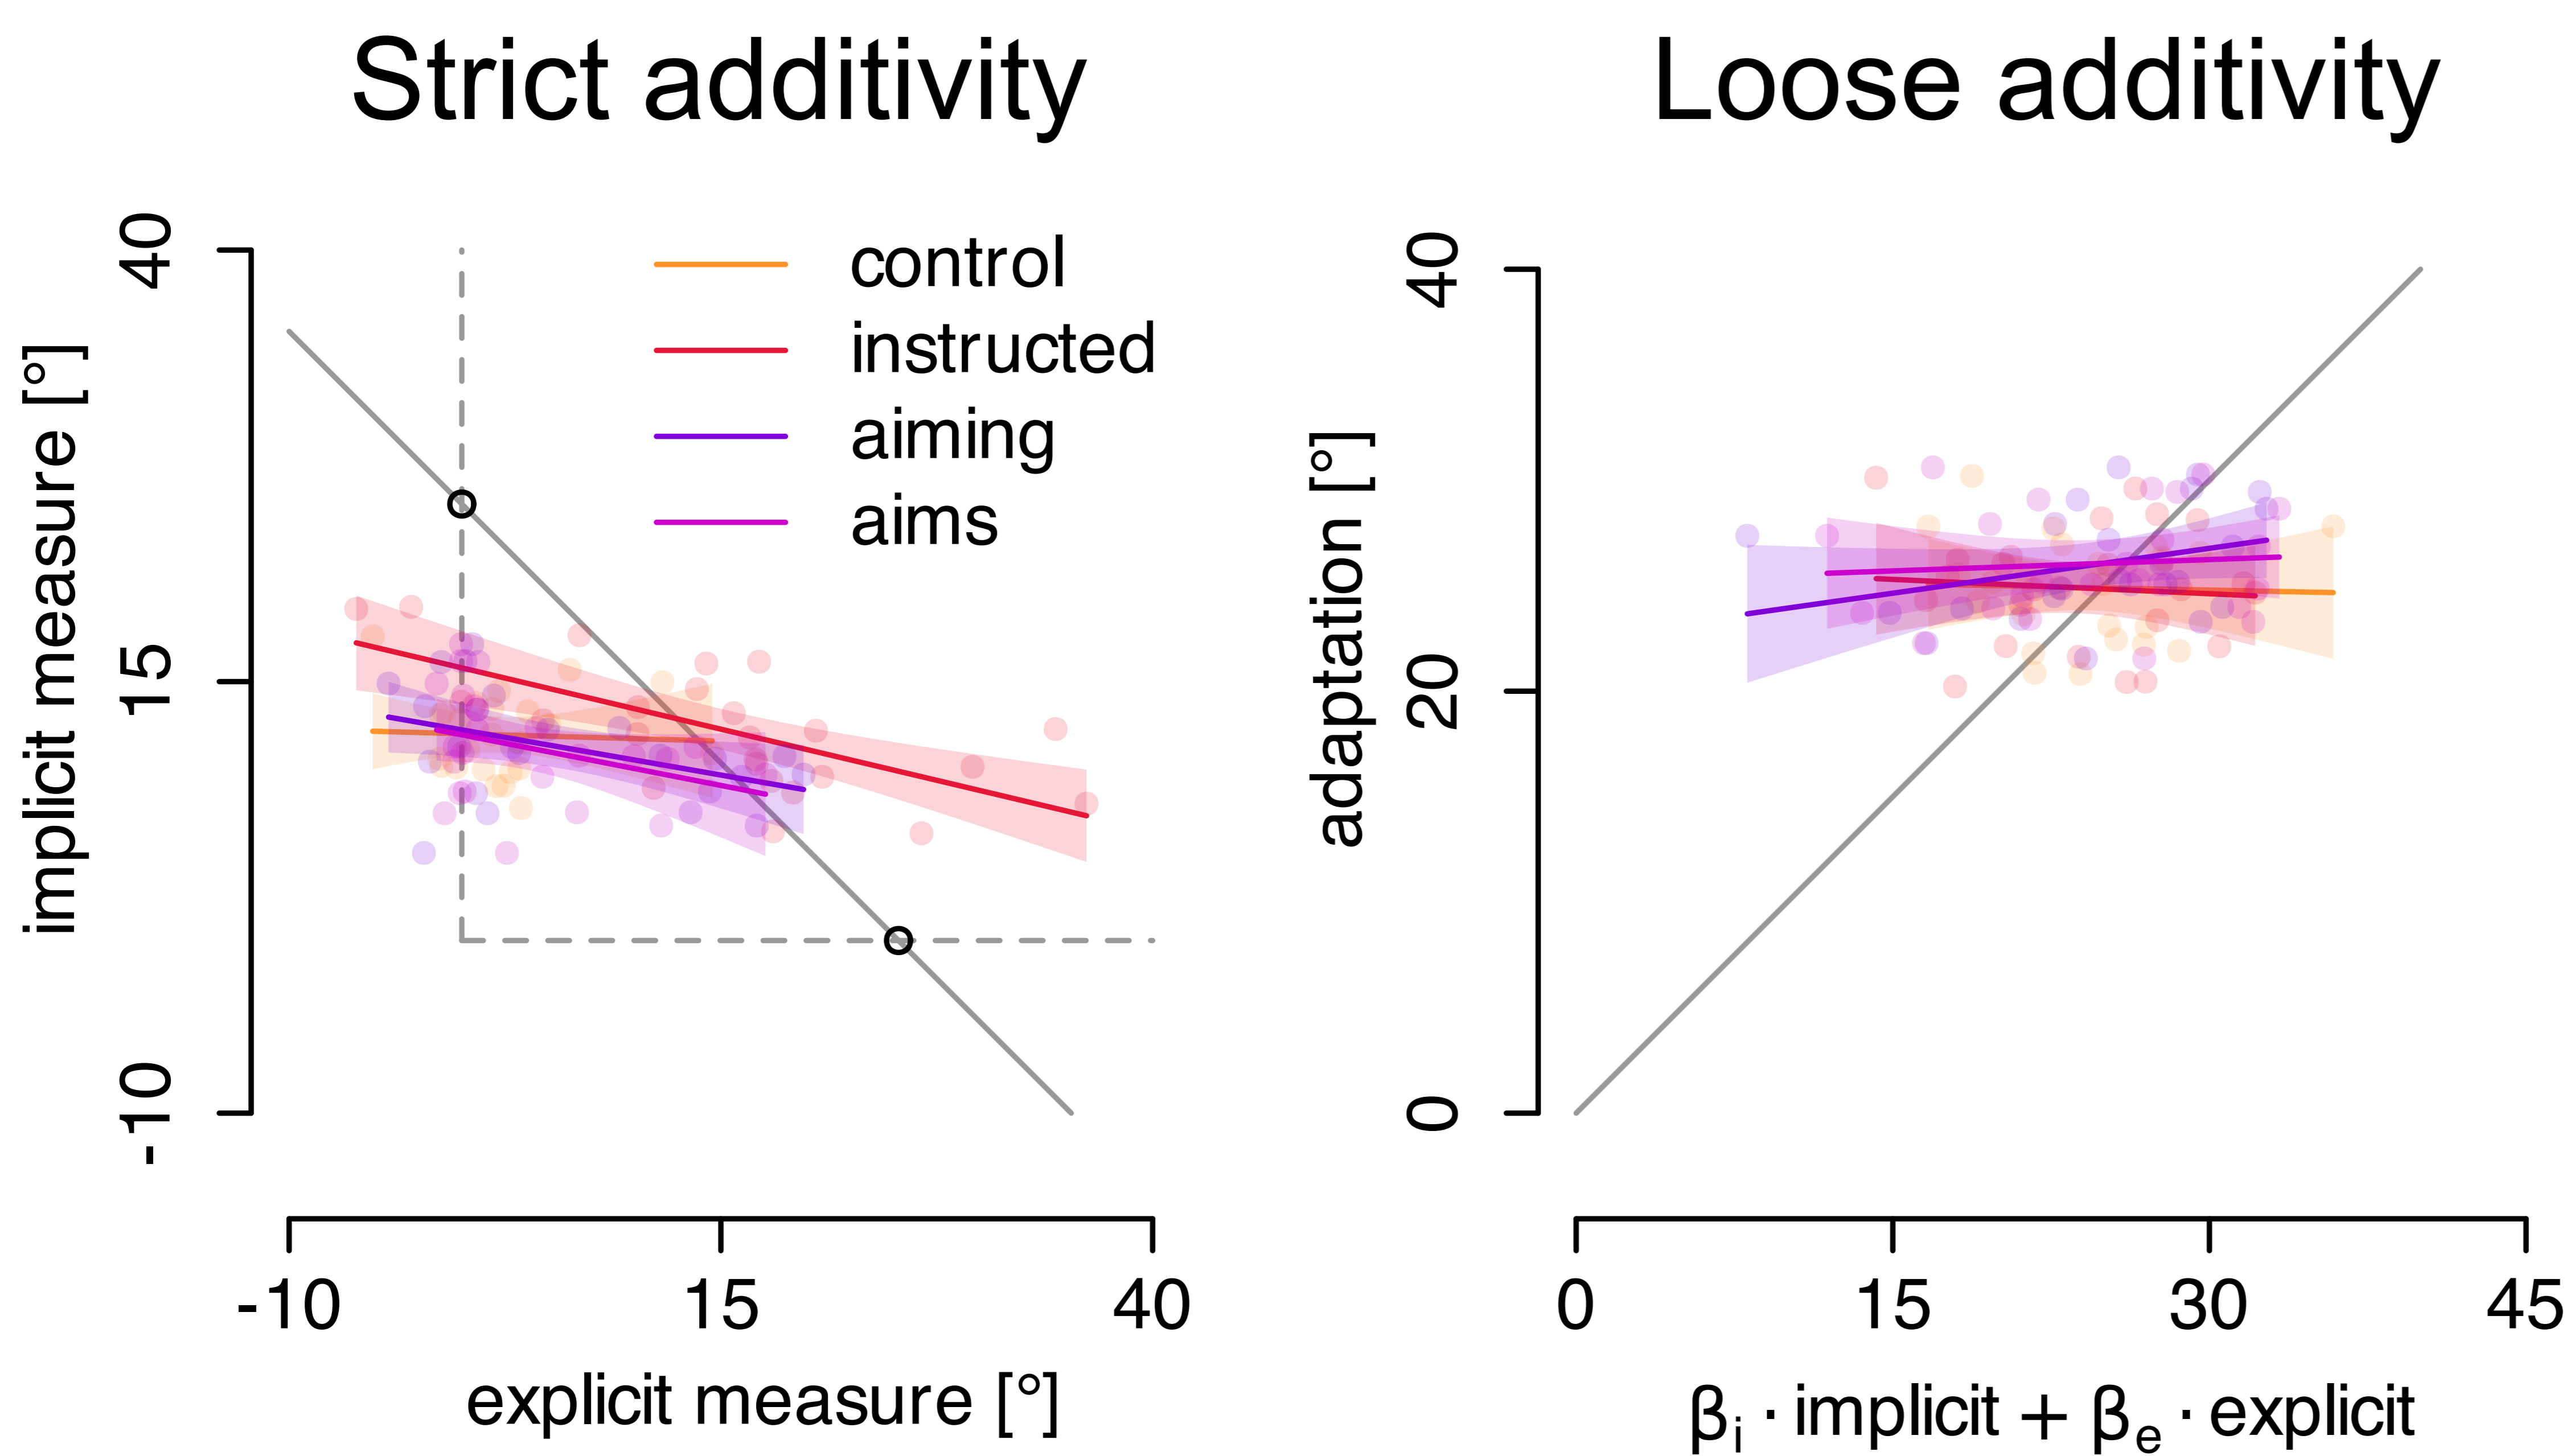 Strict additivity
Loose additivity
control
instructed
aiming
aims
implicit measure [°]
40
15
-10
-10
15
40
explicit measure [°]
adaptation [°]
40
20
0
0
15
30
45
βi · implicit + βe · explicit